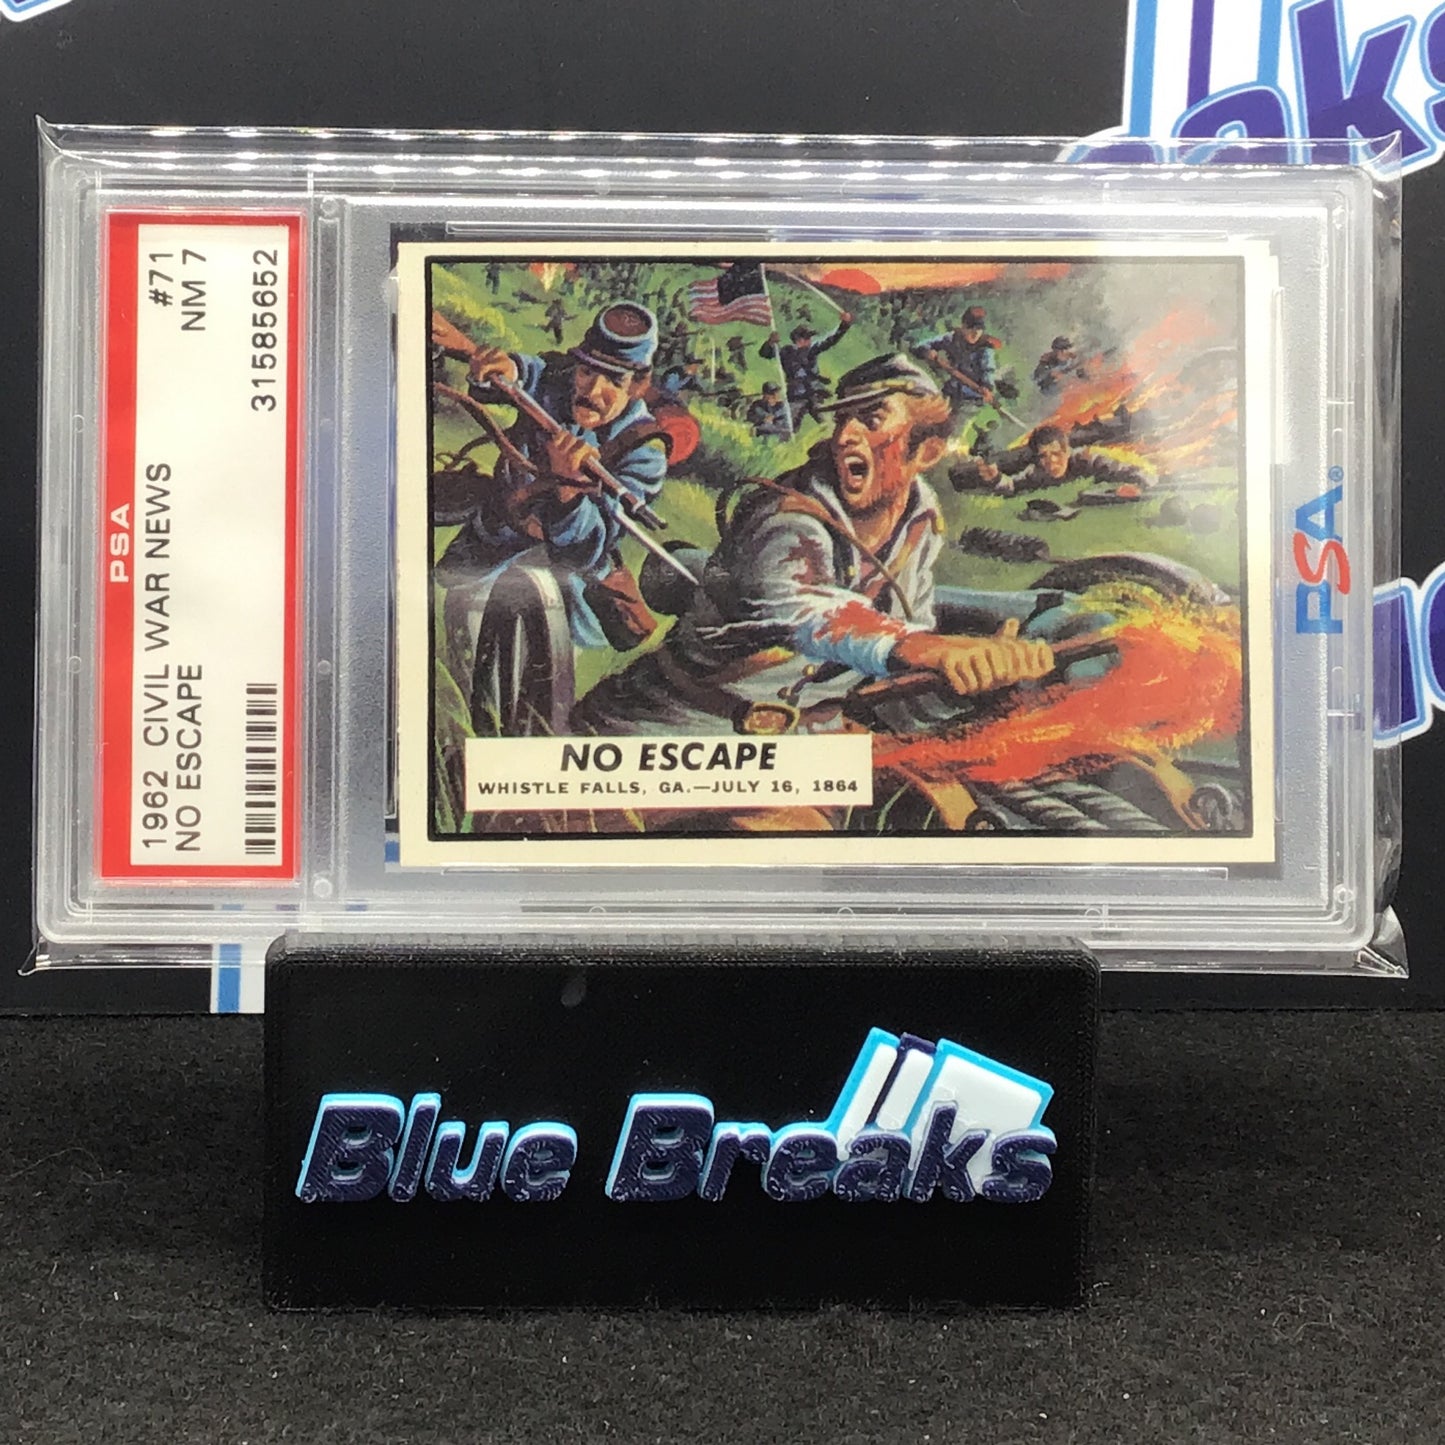 PSA
1962 CIVIL WAR NEWS #71
NO ESCAPE NM 7
31585652
NO ESCAPE
WHISTLE FALLS, GA.—JULY 16, 1864
PSA®
Blue Breaks